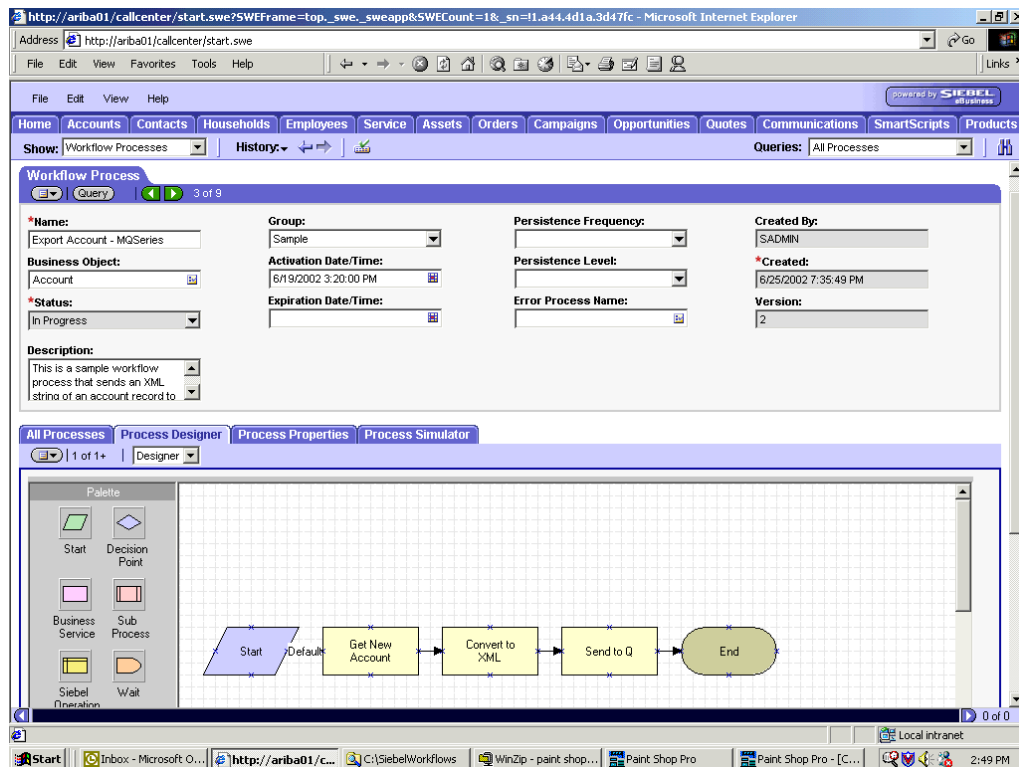 http://ariba01/callcenter/start.swe?SWEFrame=top._swe._sweapp&SWECount=1&_sn=!1.a44.4d1a.3d47fc - Microsoft Internet Explorer
Address http://ariba01/callcenter/start.swe Go
File Edit View Favorites Tools Help Links
File Edit View Help powered by SIEBEL eBusiness
Home Accounts Contacts Households Employees Service Assets Orders Campaigns Opportunities Quotes Communications SmartScripts Products
Show: Workflow Processes History: Queries: All Processes
Workflow Process
Query 3 of 9
*Name: Group: Persistence Frequency: Created By:
Export Account - MQSeries Sample SADMIN
Business Object: Activation Date/Time: Persistence Level: *Created:
Account 6/19/2002 3:20:00 PM 6/25/2002 7:35:49 PM
*Status: Expiration Date/Time: Error Process Name: Version:
In Progress 2
Description:
This is a sample workflow
process that sends an XML
string of an account record to
All Processes Process Designer Process Properties Process Simulator
1 of 1+ Designer
Palette
Start Decision Point
Business Service Sub Process
Siebel Operation Wait
Start Default Get New Account Convert to XML Send to Q End
0 of 0
Local intranet
Start Inbox - Microsoft O... http://ariba01/c... C:\SiebelWorkflows WinZip - paint shop... Paint Shop Pro Paint Shop Pro - [C... 2:49 PM